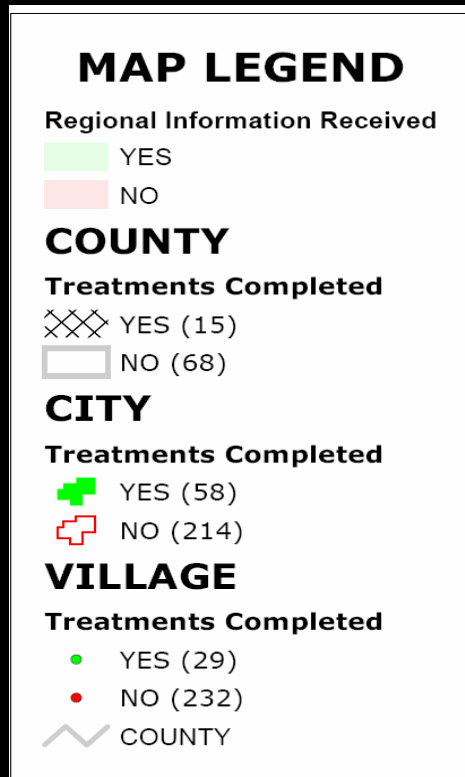 MAP LEGEND
Regional Information Received
YES
NO
COUNTY
Treatments Completed
YES (15)
NO (68)
CITY
Treatments Completed
YES (58)
NO (214)
VILLAGE
Treatments Completed
YES (29)
NO (232)
COUNTY